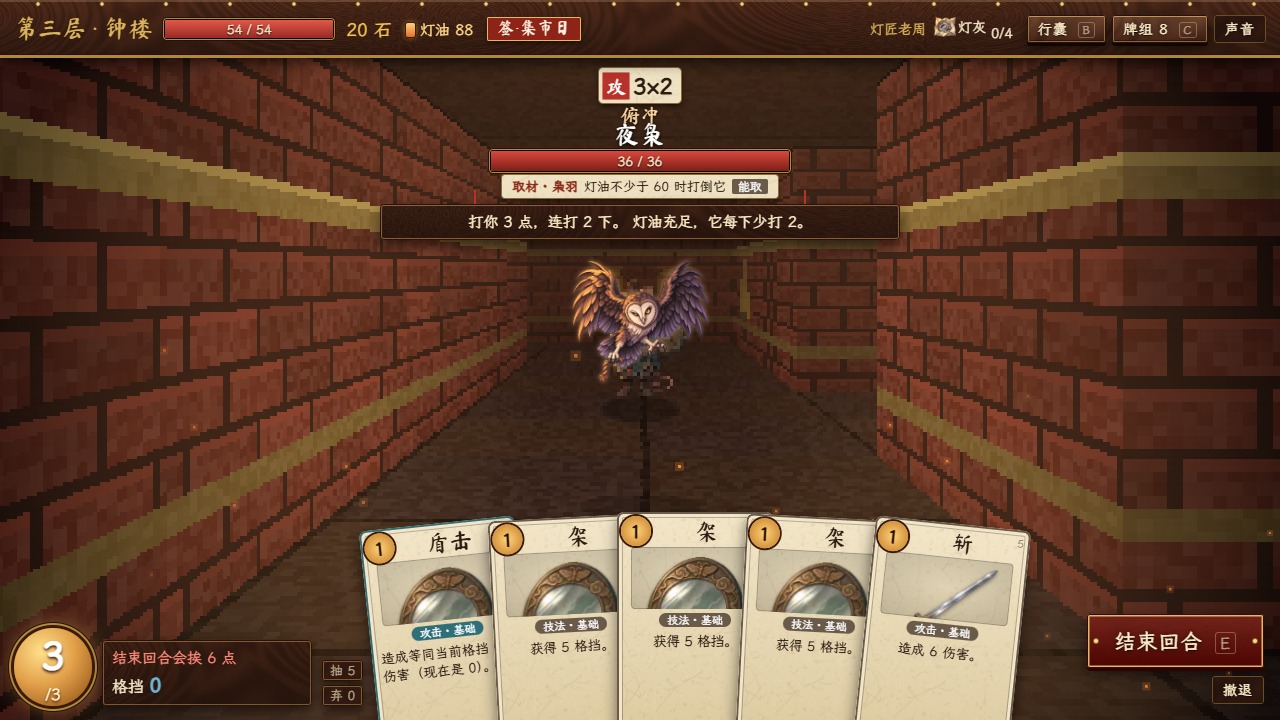 第三层·钟楼
54 / 54
20 石
灯油 88
签·集市日
灯匠老周
灯灰 0/4
行囊 B
牌组 8 C
声音
攻 3×2
俯冲
夜枭
36 / 36
取材·枭羽 灯油不少于 60 时打倒它 能取
打你 3 点，连打 2 下。 灯油充足，它每下少打 2。
1 盾击
攻击·基础
造成等同当前格挡
伤害（现在是 0）。
1 架
技法·基础
获得 5 格挡。
1 架
技法·基础
获得 5 格挡。
1 架
技法·基础
获得 5 格挡。
1 斩 5
攻击·基础
造成 6 伤害。
3
/3
结束回合会挨 6 点
格挡 0
抽 5
弃 0
结束回合 E
撤退